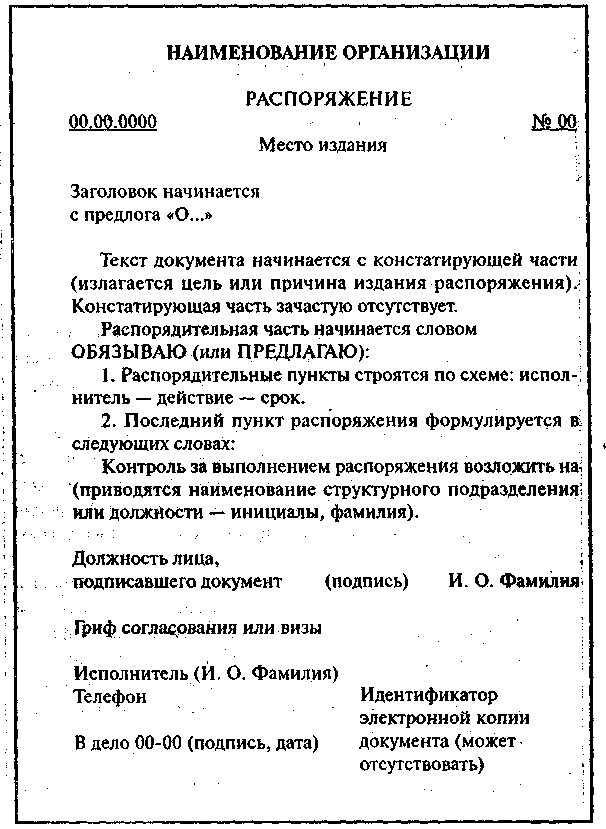 НАИМЕНОВАНИЕ ОРГАНИЗАЦИИ
РАСПОРЯЖЕНИЕ
00.00.0000 № 00
Место издания
Заголовок начинается
с предлога «О...»
Текст документа начинается с констатирующей части
(излагается цель или причина издания распоряжения).
Констатирующая часть зачастую отсутствует.
Распорядительная часть начинается словом
ОБЯЗЫВАЮ (или ПРЕДЛАГАЮ):
1. Распорядительные пункты строятся по схеме: испол-
нитель — действие — срок.
2. Последний пункт распоряжения формулируется в
следующих словах:
Контроль за выполнением распоряжения возложить на
(приводятся наименование структурного подразделения
или должности — инициалы, фамилия).
Должность лица,
подписавшего документ (подпись) И. О. Фамилия
Гриф согласования или визы
Исполнитель (И. О. Фамилия)
Телефон Идентификатор
электронной копии
В дело 00-00 (подпись, дата) документа (может
отсутствовать)